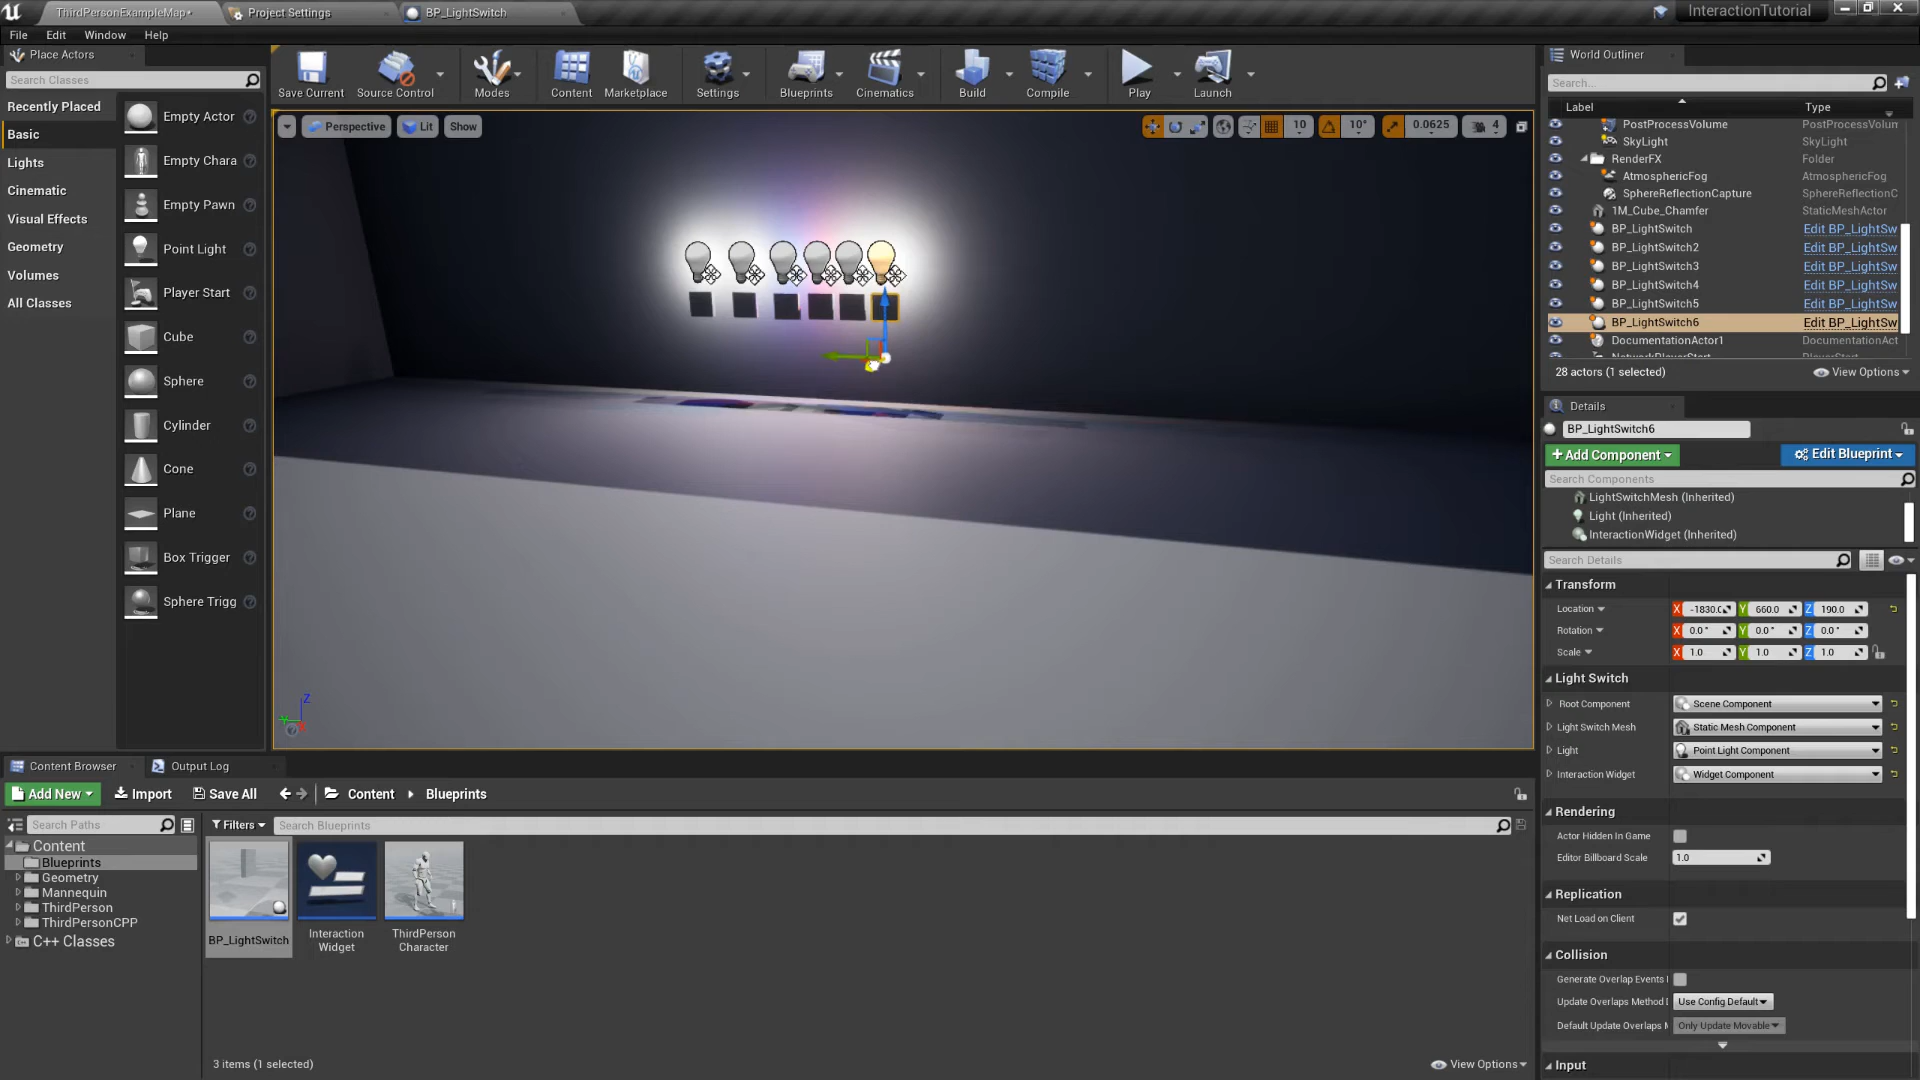 ThirdPersonExampleMap*
Project Settings
BP_LightSwitch
InteractionTutorial
File Edit Window Help
Place Actors
Search Classes
Recently Placed
Basic
Lights
Cinematic
Visual Effects
Geometry
Volumes
All Classes
Empty Actor
Empty Chara
Empty Pawn
Point Light
Player Start
Cube
Sphere
Cylinder
Cone
Plane
Box Trigger
Sphere Trigg
Save Current
Source Control
Modes
Content
Marketplace
Settings
Blueprints
Cinematics
Build
Compile
Play
Launch
Perspective
Lit
Show
10
10°
0.0625
4
Z
World Outliner
Search...
Label Type
PostProcessVolume PostProcessVolun
SkyLight SkyLight
RenderFX Folder
AtmosphericFog AtmosphericFog
SphereReflectionCapture SphereReflectionC
1M_Cube_Chamfer StaticMeshActor
BP_LightSwitch Edit BP_LightSw
BP_LightSwitch2 Edit BP_LightSw
BP_LightSwitch3 Edit BP_LightSw
BP_LightSwitch4 Edit BP_LightSw
BP_LightSwitch5 Edit BP_LightSw
BP_LightSwitch6 Edit BP_LightSw
DocumentationActor1 DocumentationAct
28 actors (1 selected)
View Options
Details
BP_LightSwitch6
+ Add Component
Edit Blueprint
Search Components
LightSwitchMesh (Inherited)
Light (Inherited)
InteractionWidget (Inherited)
Search Details
Transform
Location X -1830.0 Y 660.0 Z 190.0
Rotation X 0.0 ° Y 0.0 ° Z 0.0 °
Scale X 1.0 Y 1.0 Z 1.0
Light Switch
Root Component Scene Component
Light Switch Mesh Static Mesh Component
Light Point Light Component
Interaction Widget Widget Component
Rendering
Actor Hidden In Game
Editor Billboard Scale 1.0
Replication
Net Load on Client
Collision
Generate Overlap Events
Update Overlaps Method Use Config Default
Default Update Overlaps Only Update Movable
Input
Content Browser
Output Log
Add New
Import
Save All
Content
Blueprints
Search Paths
Filters
Search Blueprints
Content
Blueprints
Geometry
Mannequin
ThirdPerson
ThirdPersonCPP
C++ Classes
BP_LightSwitch
Interaction
Widget
ThirdPerson
Character
3 items (1 selected)
View Options